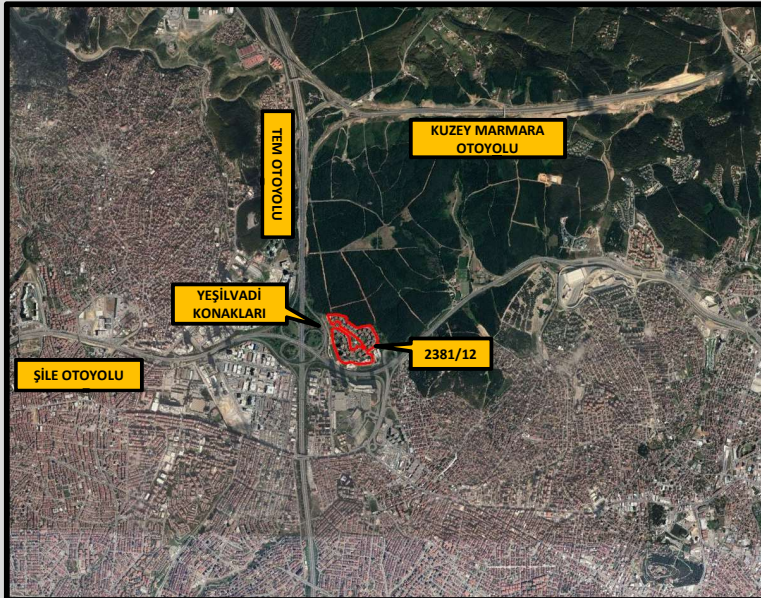 KUZEY MARMARA
OTOYOLU
TEM OTOYOLU
YEŞİLVADİ
KONAKLARI
2381/12
ŞİLE OTOYOLU